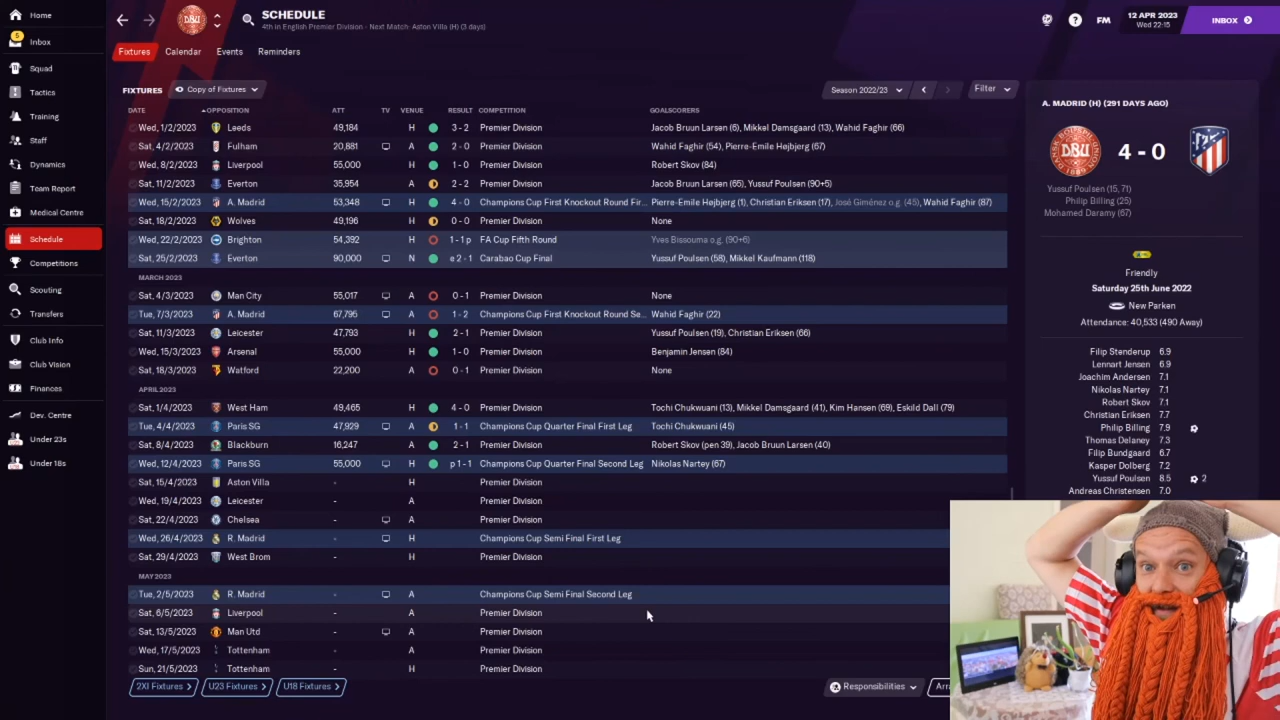 Home
5
Inbox
Squad
Tactics
Training
Staff
Dynamics
Team Report
Medical Centre
Schedule
Competitions
Scouting
Transfers
Club Info
Club Vision
Finances
Dev. Centre
Under 23s
Under 18s
DBU
SCHEDULE
4th in English Premier Division - Next Match: Aston Villa (H) (3 days)
FM
12 APR 2023
Wed 22:15
INBOX
Fixtures Calendar Events Reminders
FIXTURES Copy of Fixtures Season 2022/23 Filter
DATE OPPOSITION ATT TV VENUE RESULT COMPETITION GOALSCORERS
Wed, 1/2/2023 Leeds 49,184 H 3 - 2 Premier Division Jacob Bruun Larsen (6), Mikkel Damsgaard (13), Wahid Faghir (66)
Sat, 4/2/2023 Fulham 20,881 A 2 - 0 Premier Division Wahid Faghir (54), Pierre-Emile Højbjerg (67)
Wed, 8/2/2023 Liverpool 55,000 H 1 - 0 Premier Division Robert Skov (84)
Sat, 11/2/2023 Everton 35,954 A 2 - 2 Premier Division Jacob Bruun Larsen (65), Yussuf Poulsen (90+5)
Wed, 15/2/2023 A. Madrid 53,348 H 4 - 0 Champions Cup First Knockout Round Fir... Pierre-Emile Højbjerg (1), Christian Eriksen (17), José Giménez o.g. (45), Wahid Faghir (87)
Sat, 18/2/2023 Wolves 49,196 H 0 - 0 Premier Division None
Wed, 22/2/2023 Brighton 54,392 H 1 - 1 p FA Cup Fifth Round Yves Bissouma o.g. (90+6)
Sat, 25/2/2023 Everton 90,000 N e 2 - 1 Carabao Cup Final Yussuf Poulsen (58), Mikkel Kaufmann (118)
MARCH 2023
Sat, 4/3/2023 Man City 55,017 A 0 - 1 Premier Division None
Tue, 7/3/2023 A. Madrid 67,795 A 1 - 2 Champions Cup First Knockout Round Se... Wahid Faghir (22)
Sat, 11/3/2023 Leicester 47,793 H 2 - 1 Premier Division Yussuf Poulsen (19), Christian Eriksen (66)
Wed, 15/3/2023 Arsenal 55,000 H 1 - 0 Premier Division Benjamin Jensen (84)
Sat, 18/3/2023 Watford 22,200 A 0 - 1 Premier Division None
APRIL 2023
Sat, 1/4/2023 West Ham 49,465 H 4 - 0 Premier Division Tochi Chukwuani (13), Mikkel Damsgaard (41), Kim Hansen (69), Eskild Dall (79)
Tue, 4/4/2023 Paris SG 47,929 A 1 - 1 Champions Cup Quarter Final First Leg Tochi Chukwuani (45)
Sat, 8/4/2023 Blackburn 16,247 A 2 - 1 Premier Division Robert Skov (pen 39), Jacob Bruun Larsen (40)
Wed, 12/4/2023 Paris SG 55,000 H p 1 - 1 Champions Cup Quarter Final Second Leg Nikolas Nartey (67)
Sat, 15/4/2023 Aston Villa - H Premier Division
Wed, 19/4/2023 Leicester - A Premier Division
Sat, 22/4/2023 Chelsea - A Premier Division
Wed, 26/4/2023 R. Madrid - H Champions Cup Semi Final First Leg
Sat, 29/4/2023 West Brom - H Premier Division
MAY 2023
Tue, 2/5/2023 R. Madrid - A Champions Cup Semi Final Second Leg
Sat, 6/5/2023 Liverpool - A Premier Division
Sat, 13/5/2023 Man Utd - A Premier Division
Wed, 17/5/2023 Tottenham - A Premier Division
Sun, 21/5/2023 Tottenham - H Premier Division
2XI Fixtures U23 Fixtures U18 Fixtures Responsibilities
A. MADRID (H) (291 DAYS AGO)
DBU
4 - 0
Yussuf Poulsen (15, 71)
Philip Billing (25)
Mohamed Daramy (67)
Friendly
Saturday 25th June 2022
New Parken
Attendance: 40,533 (490 Away)
Filip Stenderup 6.9
Lennart Jensen 6.9
Joachim Andersen 7.1
Nikolas Nartey 7.1
Robert Skov 7.1
Christian Eriksen 7.7
Philip Billing 7.9
Thomas Delaney 7.3
Filip Bundgaard 6.7
Kasper Dolberg 7.2
Yussuf Poulsen 8.5 2
Andreas Christensen 7.0